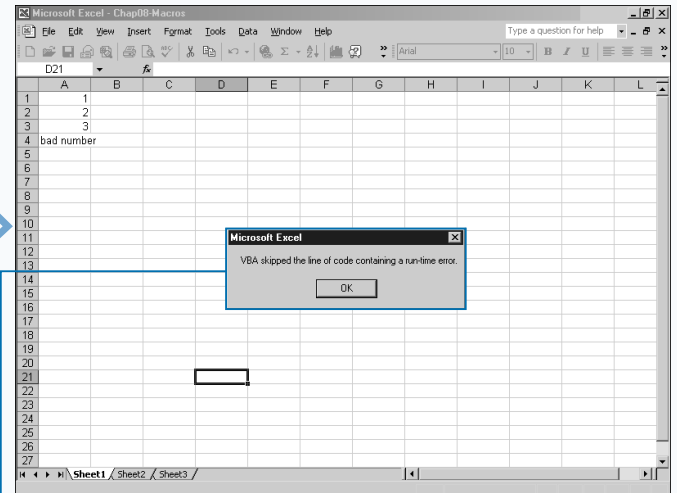 Microsoft Excel - Chap08-Macros
File Edit View Insert Format Tools Data Window Help
Type a question for help
Arial 10 B I U
D21 fx
A B C D E F G H I J K L
1 1
2 2
3 3
4 bad number
5
6
7
8
9
10
11
12
13
14
15
16
17
18
19
20
21
22
23
24
25
26
27
Microsoft Excel
VBA skipped the line of code containing a run-time error.
OK
Sheet1 Sheet2 Sheet3